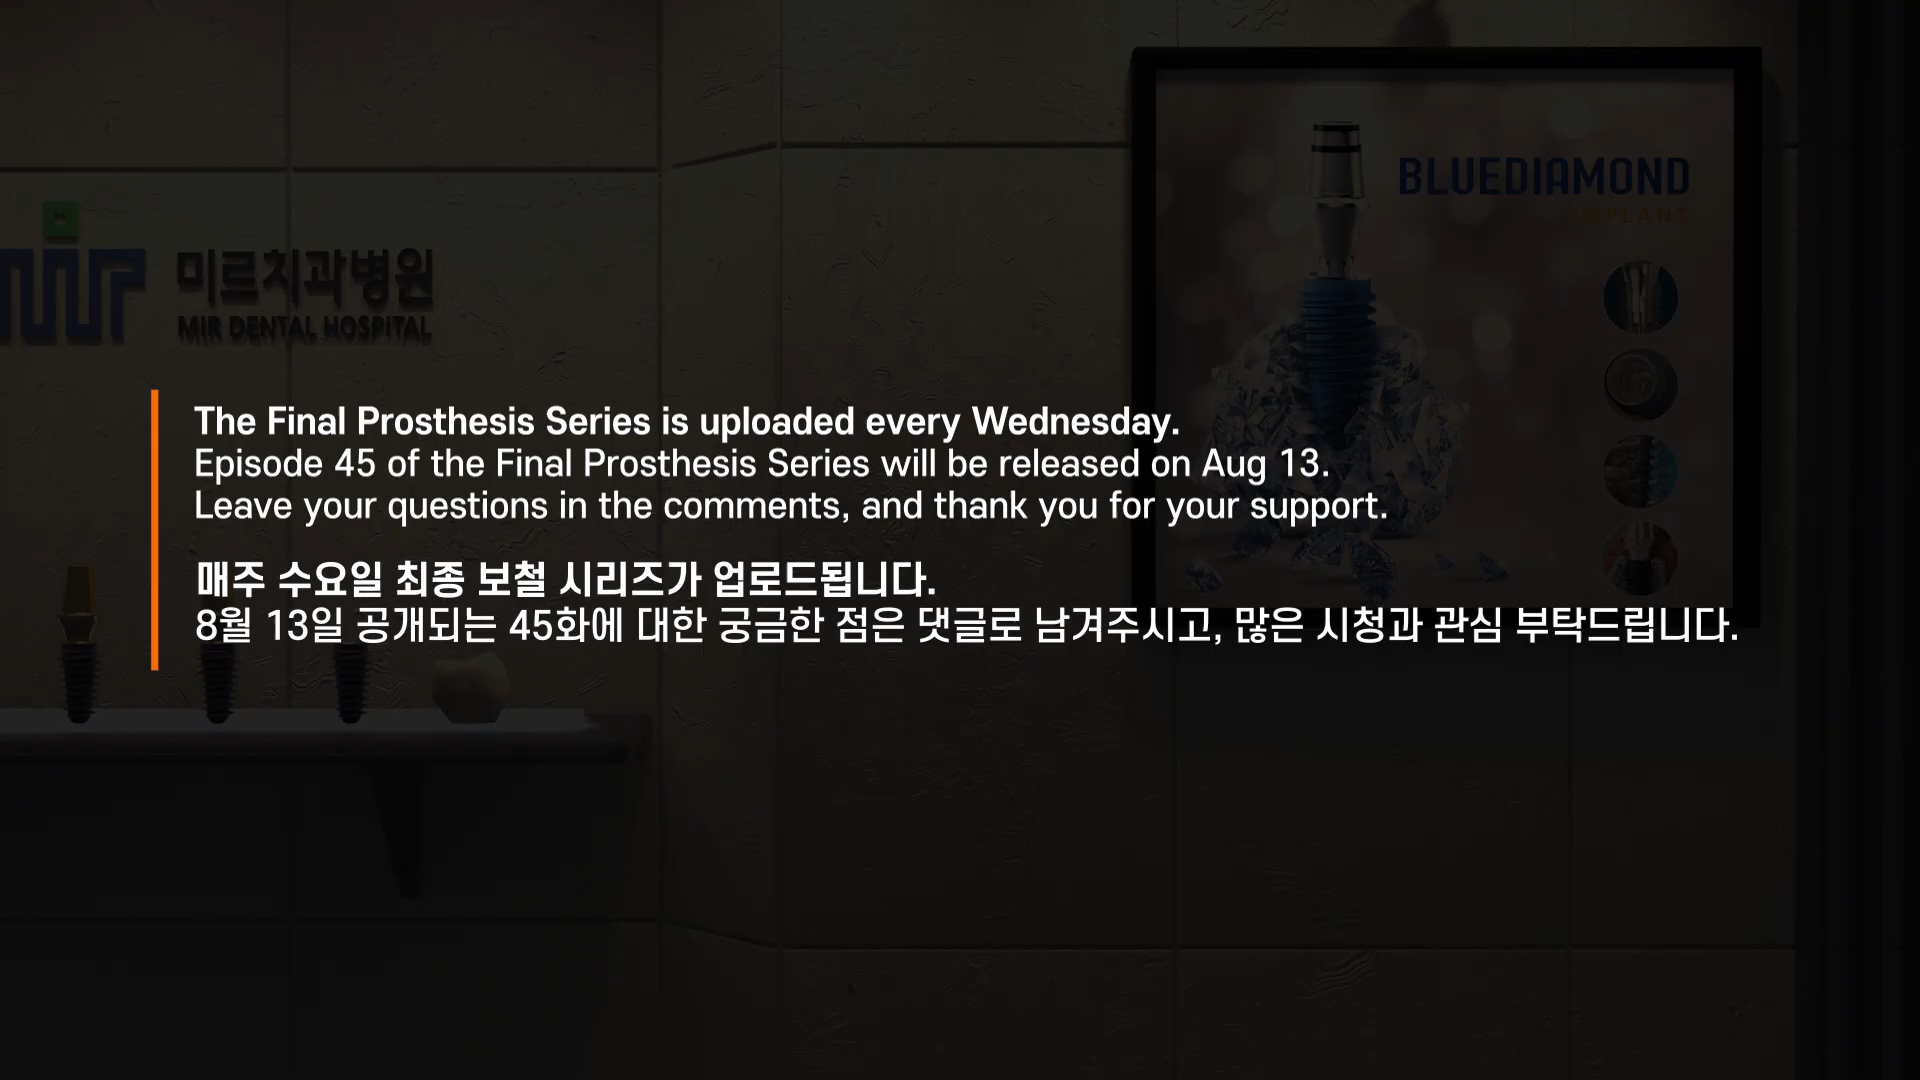 미르치과병원
MIR DENTAL HOSPITAL
BLUEDIAMOND
IMPLANT
The Final Prosthesis Series is uploaded every Wednesday.
Episode 45 of the Final Prosthesis Series will be released on Aug 13.
Leave your questions in the comments, and thank you for your support.
매주 수요일 최종 보철 시리즈가 업로드됩니다.
8월 13일 공개되는 45화에 대한 궁금한 점은 댓글로 남겨주시고, 많은 시청과 관심 부탁드립니다.